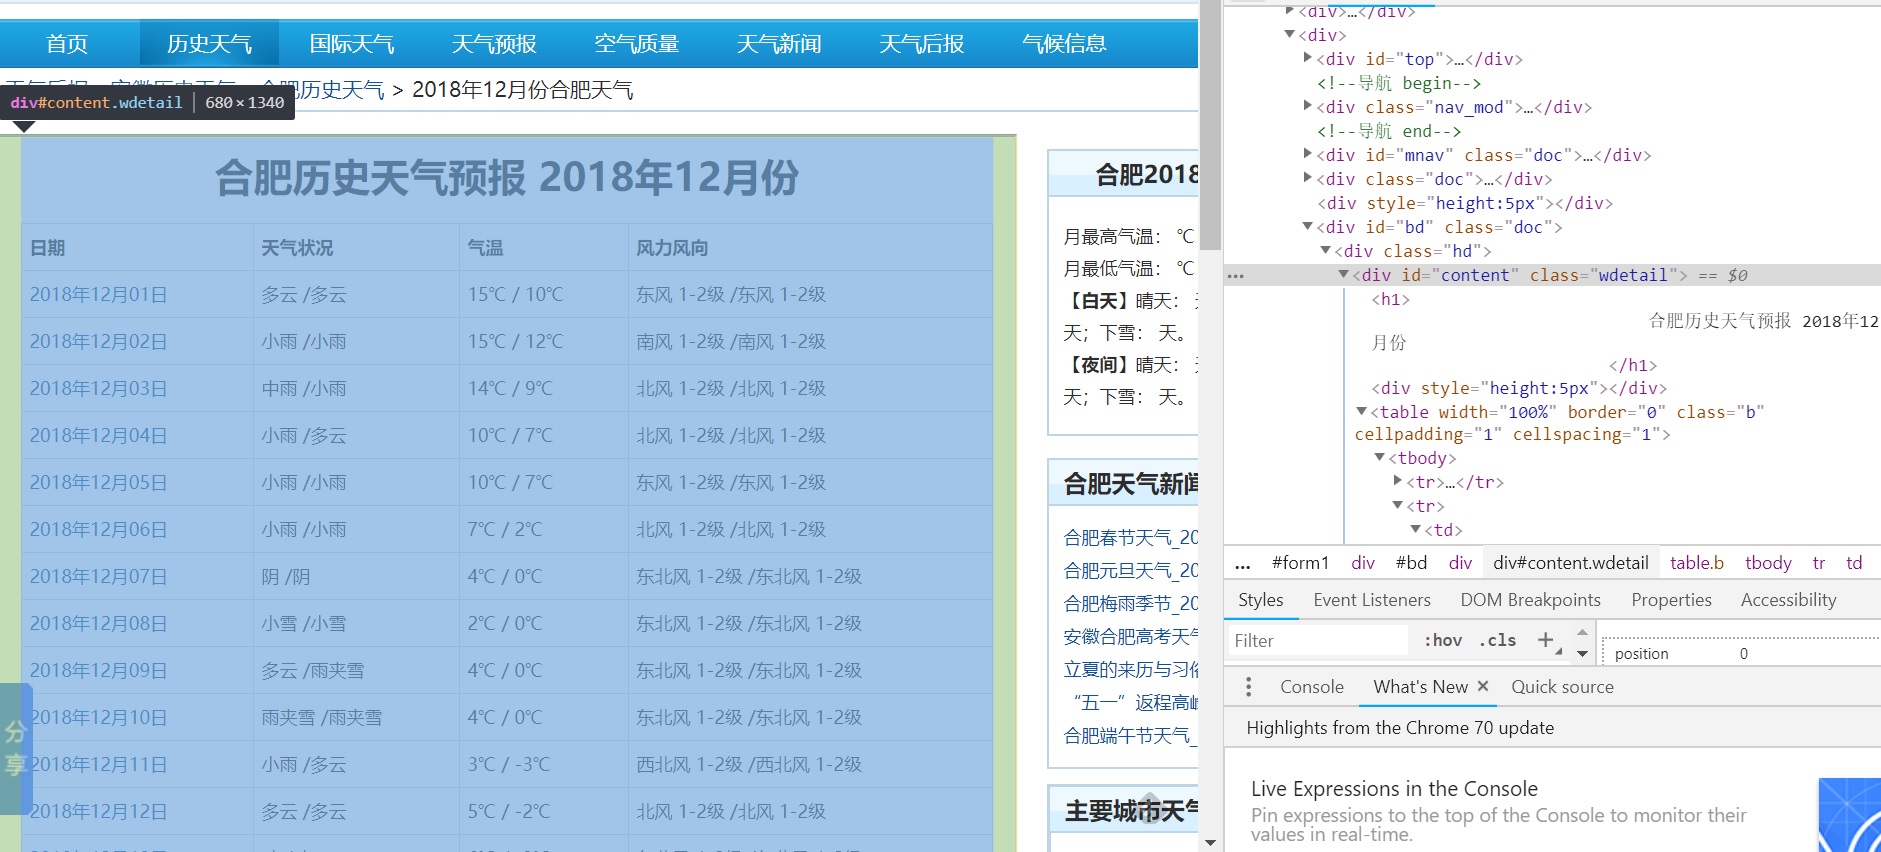 首页 历史天气 国际天气 天气预报 空气质量 天气新闻 天气后报 气候信息
历史天气 > 2018年12月份合肥天气
div#content.wdetail | 680×1340
合肥历史天气预报 2018年12月份
日期 天气状况 气温 风力风向
2018年12月01日 多云 /多云 15℃ / 10℃ 东风 1-2级 /东风 1-2级
2018年12月02日 小雨 /小雨 15℃ / 12℃ 南风 1-2级 /南风 1-2级
2018年12月03日 中雨 /小雨 14℃ / 9℃ 北风 1-2级 /北风 1-2级
2018年12月04日 小雨 /多云 10℃ / 7℃ 北风 1-2级 /北风 1-2级
2018年12月05日 小雨 /小雨 10℃ / 7℃ 东风 1-2级 /东风 1-2级
2018年12月06日 小雨 /小雨 7℃ / 2℃ 北风 1-2级 /北风 1-2级
2018年12月07日 阴 /阴 4℃ / 0℃ 东北风 1-2级 /东北风 1-2级
2018年12月08日 小雪 /小雪 2℃ / 0℃ 东北风 1-2级 /东北风 1-2级
2018年12月09日 多云 /雨夹雪 4℃ / 0℃ 东北风 1-2级 /东北风 1-2级
2018年12月10日 雨夹雪 /雨夹雪 4℃ / 0℃ 东北风 1-2级 /东北风 1-2级
2018年12月11日 小雨 /多云 3℃ / -3℃ 西北风 1-2级 /西北风 1-2级
2018年12月12日 多云 /多云 5℃ / -2℃ 北风 1-2级 /北风 1-2级
分
享
合肥2018
月最高气温： ℃
月最低气温： ℃
【白天】晴天：
天；下雪： 天。
【夜间】晴天：
天；下雪： 天。
合肥天气新闻
合肥春节天气_20
合肥元旦天气_20
合肥梅雨季节_20
安徽合肥高考天气
立夏的来历与习俗
“五一”返程高峰
合肥端午节天气_
主要城市天气
<div>…</div>
<div>
<div id="top">…</div>
<!--导航 begin-->
<div class="nav_mod">…</div>
<!--导航 end-->
<div id="mnav" class="doc">…</div>
<div class="doc">…</div>
<div style="height:5px"></div>
<div id="bd" class="doc">
<div class="hd">
… <div id="content" class="wdetail"> == $0
<h1>
合肥历史天气预报 2018年12
月份
</h1>
<div style="height:5px"></div>
<table width="100%" border="0" class="b"
cellpadding="1" cellspacing="1">
<tbody>
<tr>…</tr>
<tr>
<td>
… #form1 div #bd div div#content.wdetail table.b tbody tr td
Styles Event Listeners DOM Breakpoints Properties Accessibility
Filter :hov .cls +
position 0
Console What's New × Quick source
Highlights from the Chrome 70 update
Live Expressions in the Console
Pin expressions to the top of the Console to monitor their
values in real-time.